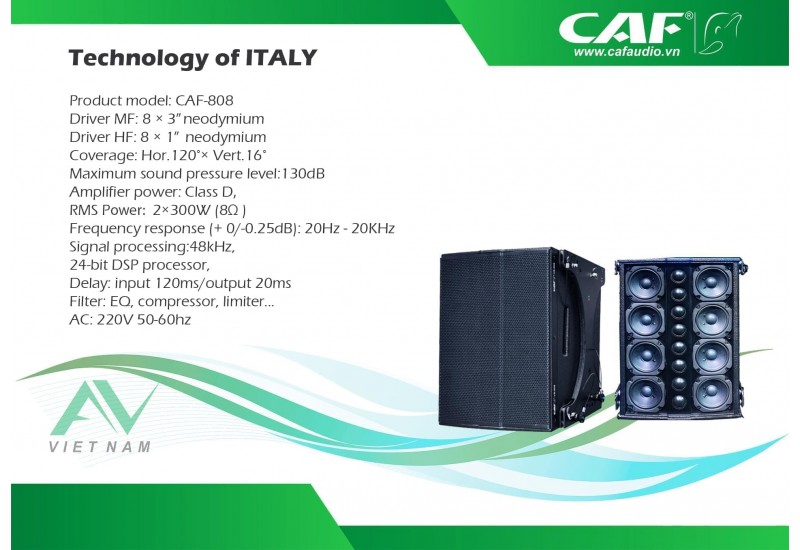 CAF®
www.cafaudio.vn
Technology of ITALY
Product model: CAF-808
Driver MF: 8 × 3” neodymium
Driver HF: 8 × 1” neodymium
Coverage: Hor.120°× Vert.16°
Maximum sound pressure level:130dB
Amplifier power: Class D,
RMS Power: 2×300W (8Ω )
Frequency response (+ 0/-0.25dB): 20Hz - 20KHz
Signal processing:48kHz,
24-bit DSP processor,
Delay: input 120ms/output 20ms
Filter: EQ, compressor, limiter...
AC: 220V 50-60hz
AV
VIET NAM